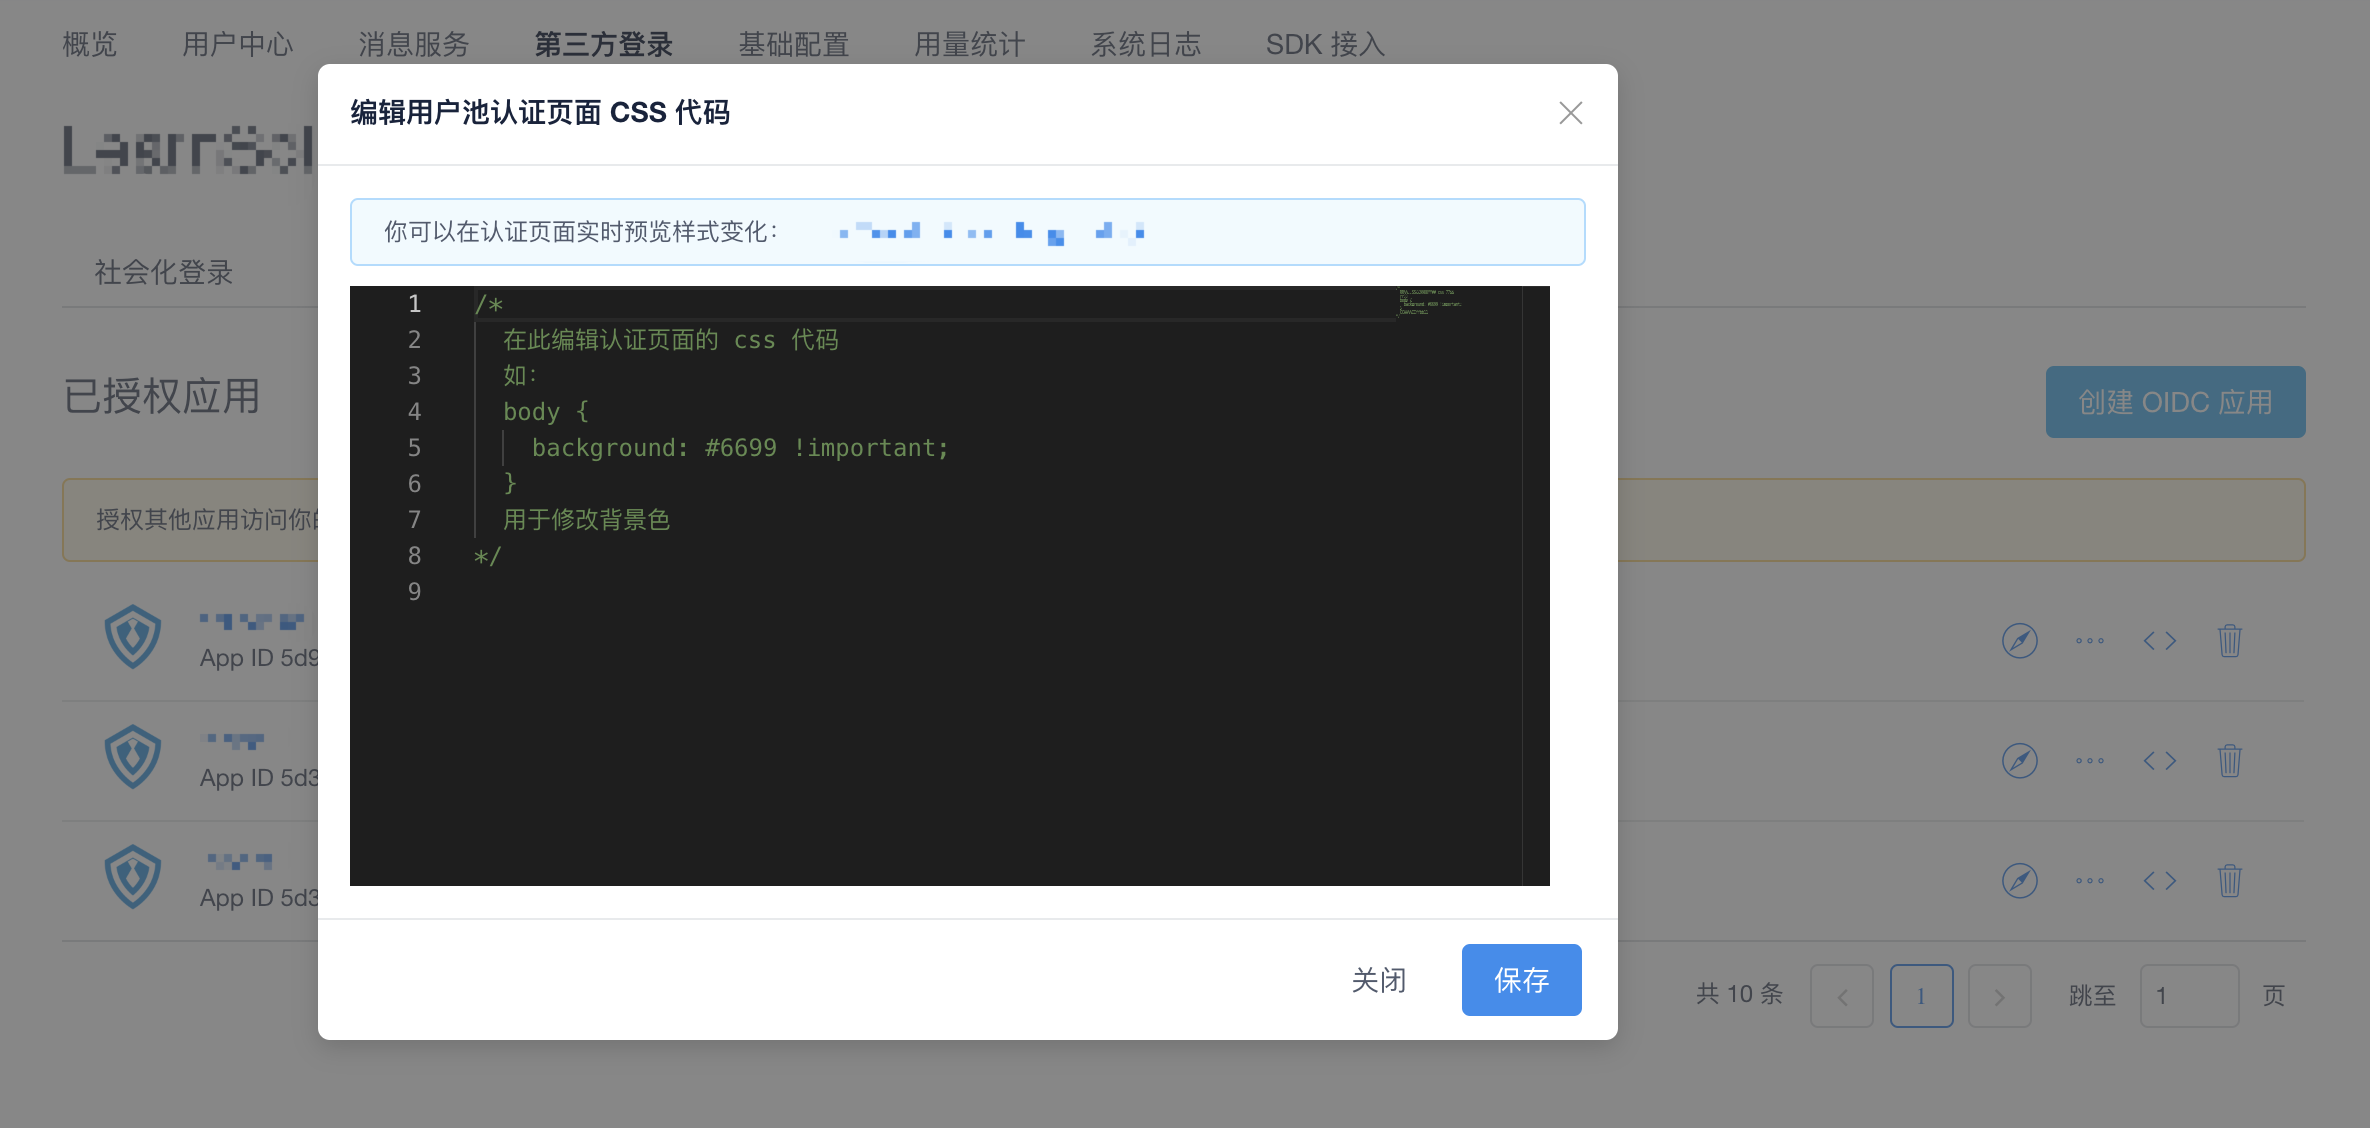 概览 用户中心 消息服务 第三方登录 基础配置 用量统计 系统日志 SDK 接入
编辑用户池认证页面 CSS 代码
你可以在认证页面实时预览样式变化：
社会化登录
1 /*
2 在此编辑认证页面的 css 代码
3 如：
4 body {
5 background: #6699 !important;
6 }
7 用于修改背景色
8 */
9
已授权应用
创建 OIDC 应用
授权其他应用访问你
App ID 5d9
App ID 5d3
App ID 5d3
关闭 保存
共 10 条 < 1 > 跳至 1 页